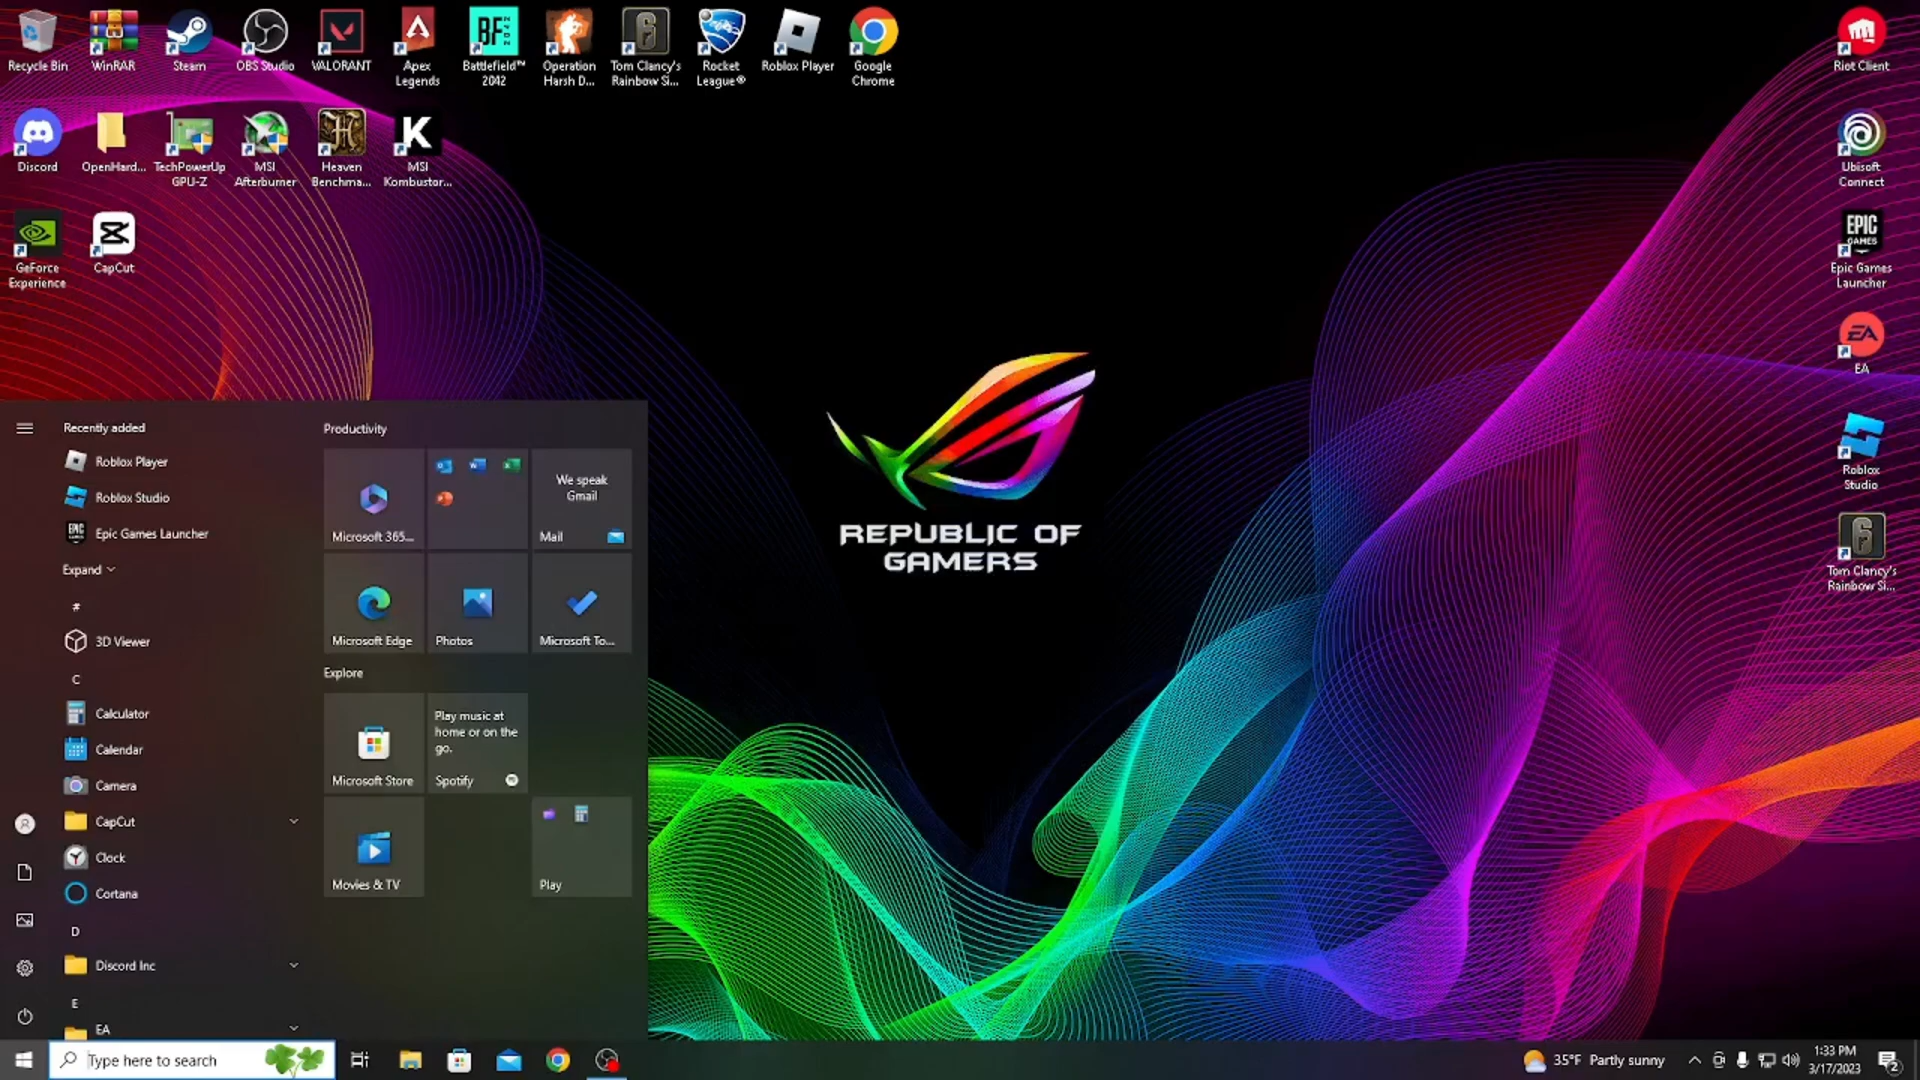 Recycle Bin
WinRAR
Steam
OBS Studio
VALORANT
Apex
Legends
BF
2042
Battlefield™
2042
Operation
Harsh D...
6
Tom Clancy's
Rainbow Si...
Rocket
League®
Roblox Player
Google
Chrome
Riot Client
Discord
OpenHard...
TechPowerUp
GPU-Z
MSI
Afterburner
H
Heaven
Benchma...
K
MSI
Kombustor...
Ubisoft
Connect
GeForce
Experience
CapCut
EPIC
GAMES
Epic Games
Launcher
EA
EA
Roblox
Studio
6
Tom Clancy's
Rainbow Si...
REPUBLIC OF
GAMERS
Recently added
Roblox Player
Roblox Studio
Epic Games Launcher
Expand
#
3D Viewer
C
Calculator
Calendar
Camera
CapCut
Clock
Cortana
D
Discord Inc
E
EA
Productivity
Microsoft 365...
We speak
Gmail
Mail
Microsoft Edge
Photos
Microsoft To...
Explore
Microsoft Store
Play music at
home or on the
go.
Spotify
Movies & TV
Play
Type here to search
35°F Partly sunny
1:33 PM
3/17/2023
2